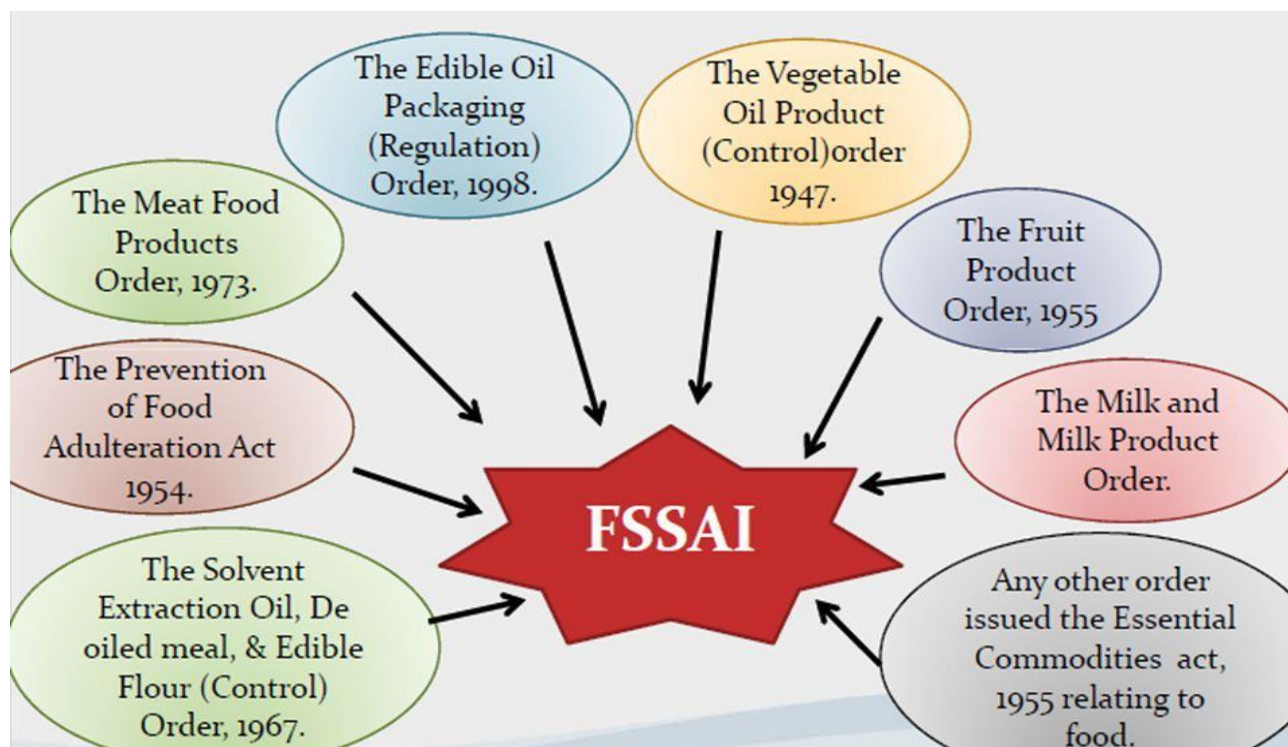 The Edible Oil
Packaging
(Regulation)
Order, 1998.
The Vegetable
Oil Product
(Control)order
1947.
The Meat Food
Products
Order, 1973.
The Fruit
Product
Order, 1955
The Prevention
of Food
Adulteration Act
1954.
The Milk and
Milk Product
Order.
FSSAI
The Solvent
Extraction Oil, De
oiled meal, & Edible
Flour (Control)
Order, 1967.
Any other order
issued the Essential
Commodities act,
1955 relating to
food.